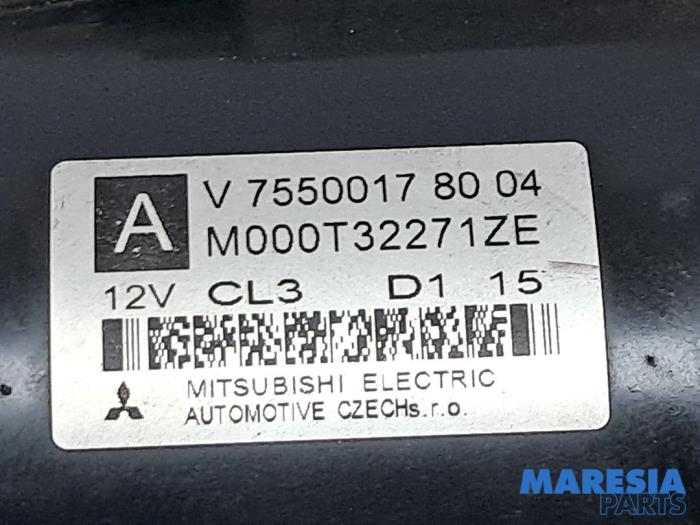 A
V 7550017 80 04
M000T32271ZE
12V CL3 D1 15
MITSUBISHI ELECTRIC
AUTOMOTIVE CZECHs.r.o.
MARESIA
PARTS